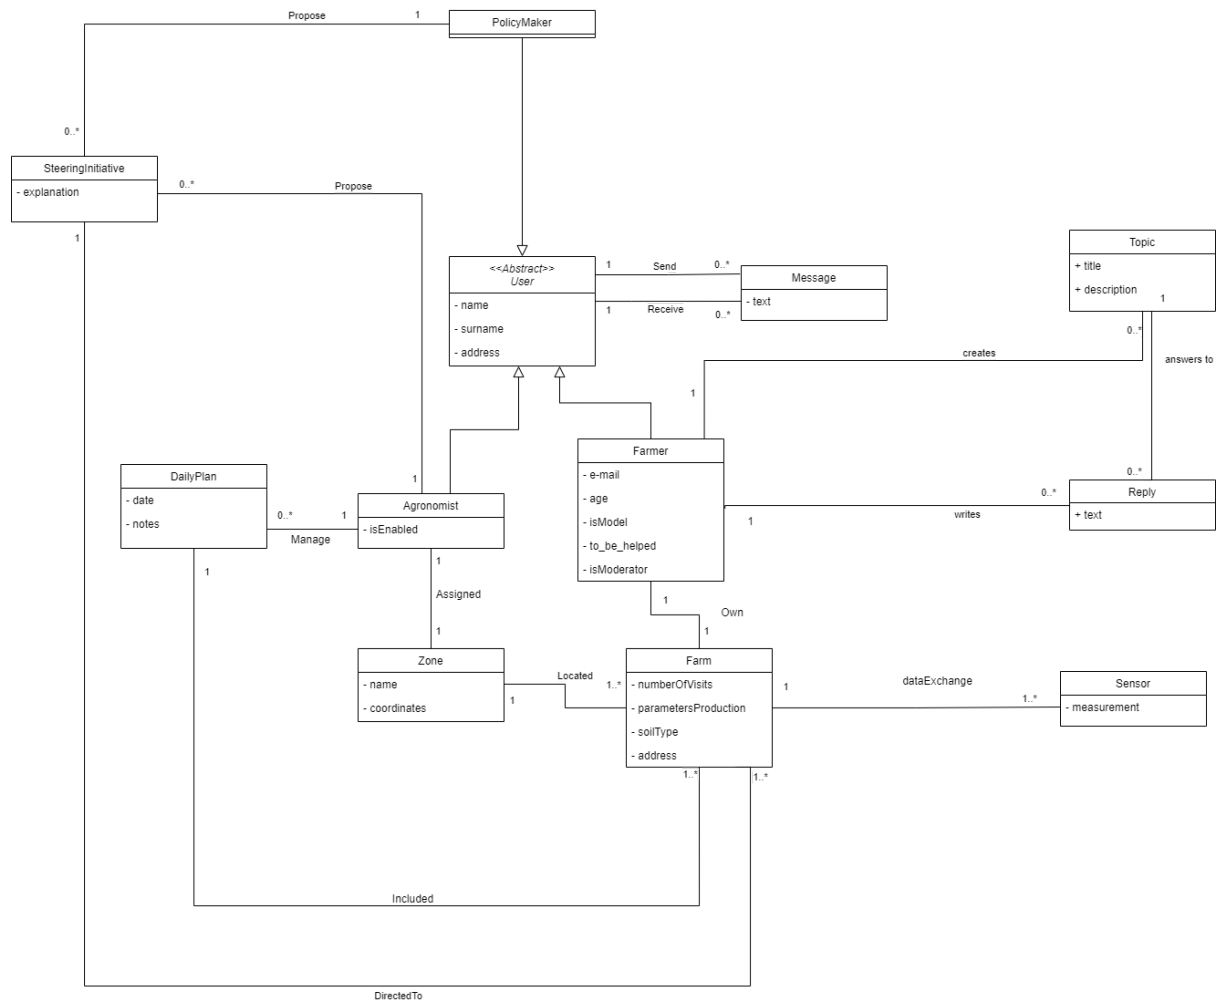 Propose
1
PolicyMaker
0..*
SteeringInitiative
- explanation
0..*
Propose
1
<<Abstract>>
User
- name
- surname
- address
1
Send
0..*
1
Receive
0..*
Message
- text
Topic
+ title
+ description
1
0..*
creates
answers to
1
Farmer
- e-mail
- age
- isModel
- to_be_helped
- isModerator
0..*
0..*
writes
1
Reply
+ text
DailyPlan
- date
- notes
0..*
1
Manage
1
Agronomist
- isEnabled
1
1
Assigned
1
1
Own
1
Zone
- name
- coordinates
Located
1
1..*
Farm
- numberOfVisits
- parametersProduction
- soilType
- address
1
dataExchange
1..*
Sensor
- measurement
1..*
1..*
Included
DirectedTo